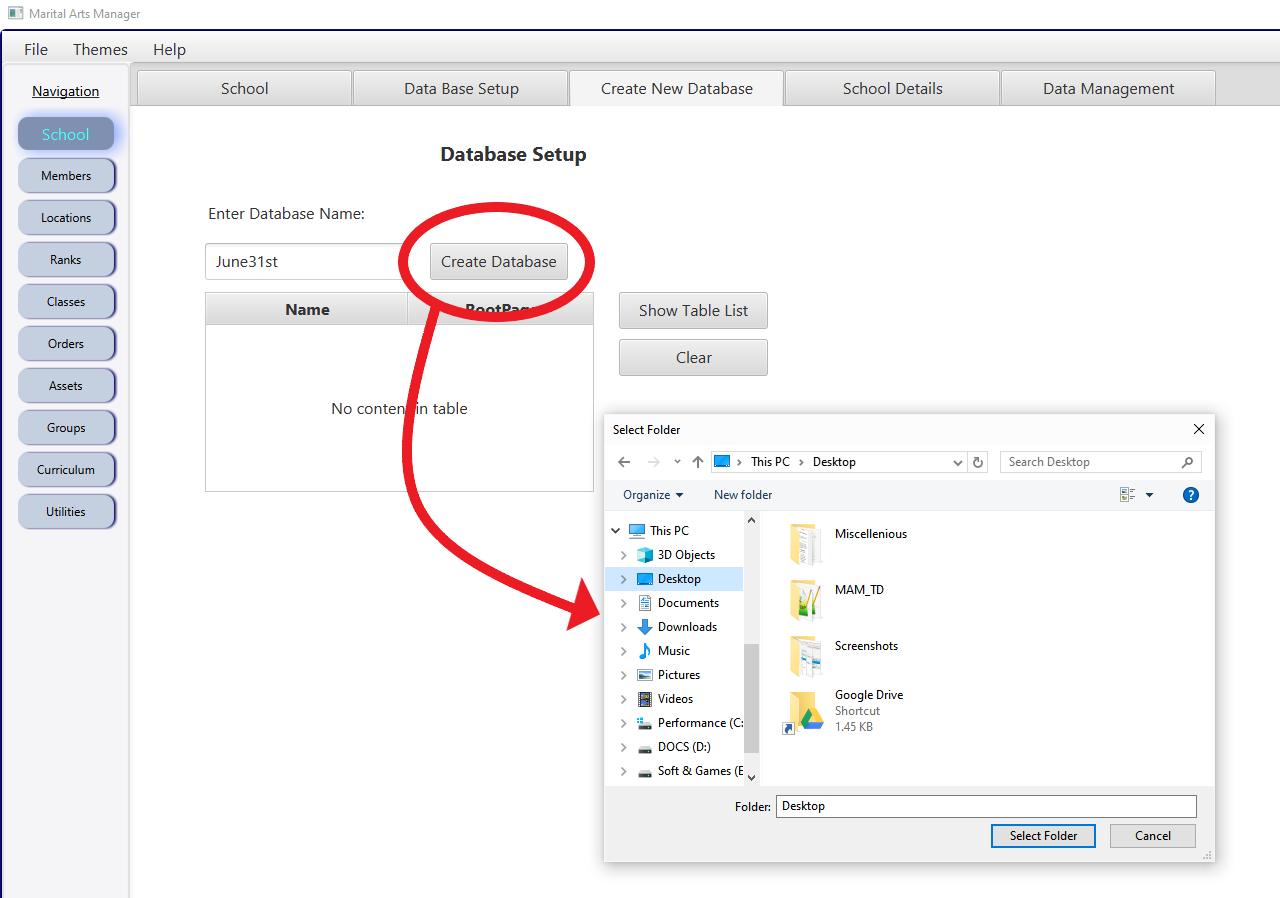 Marital Arts Manager
File Themes Help
Navigation
School
Members
Locations
Ranks
Classes
Orders
Assets
Groups
Curriculum
Utilities
School Data Base Setup Create New Database School Details Data Management
Database Setup
Enter Database Name:
June31st Create Database
Name
Show Table List
Clear
No content in table
Select Folder
This PC Desktop Search Desktop
Organize New folder
This PC
3D Objects
Desktop
Documents
Downloads
Music
Pictures
Videos
Performance (C:
DOCS (D:)
Soft & Games (E
Miscellenious
MAM_TD
Screenshots
Google Drive
Shortcut
1.45 KB
Folder: Desktop
Select Folder Cancel